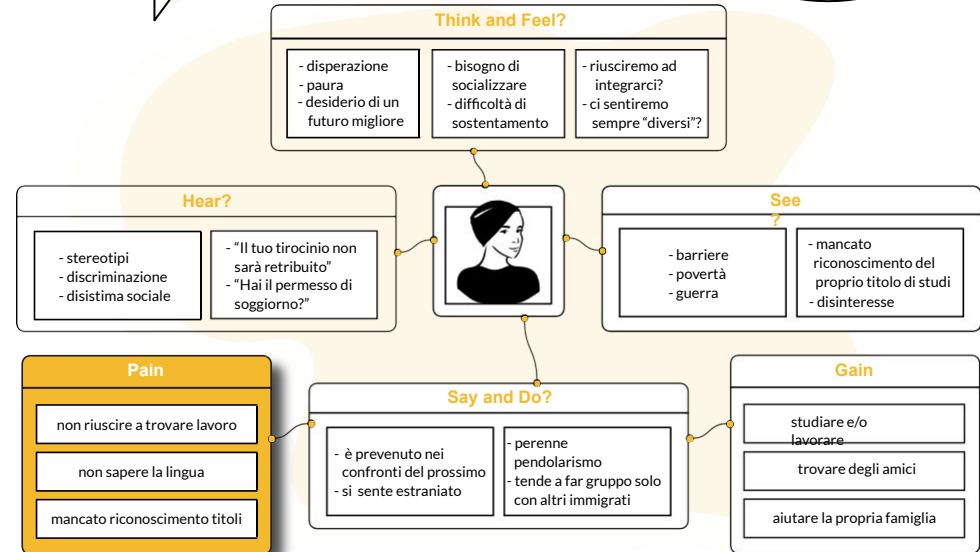 Think and Feel?
- disperazione
- paura
- desiderio di un
futuro migliore
- bisogno di
socializzare
- difficoltà di
sostentamento
- riusciremo ad
integrarci?
- ci sentiremo
sempre “diversi”?
Hear?
- stereotipi
- discriminazione
- disistima sociale
- “Il tuo tirocinio non
sarà retribuito”
- “Hai il permesso di
soggiorno?”
See
?
- barriere
- povertà
- guerra
- mancato
riconoscimento del
proprio titolo di studi
- disinteresse
Pain
non riuscire a trovare lavoro
non sapere la lingua
mancato riconoscimento titoli
Say and Do?
- è prevenuto nei
confronti del prossimo
- si sente estraniato
- perenne
pendolarismo
- tende a far gruppo solo
con altri immigrati
Gain
studiare e/o
lavorare
trovare degli amici
aiutare la propria famiglia